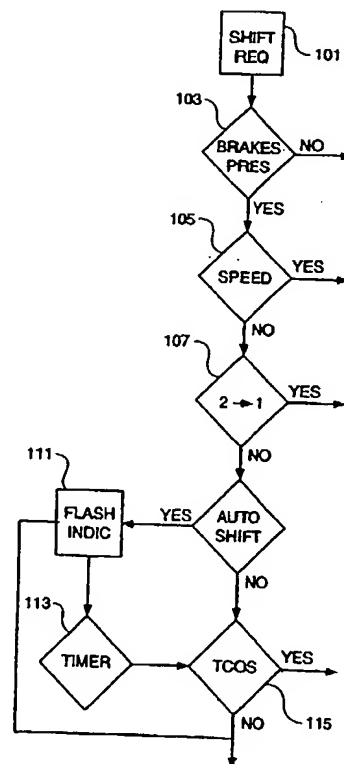 SHIFT
REQ
101
103
BRAKES
PRES
NO
YES
105
SPEED
YES
NO
107
2 → 1
YES
NO
111
FLASH
INDIC
YES
AUTO
SHIFT
NO
113
TIMER
TCOS
YES
NO
115